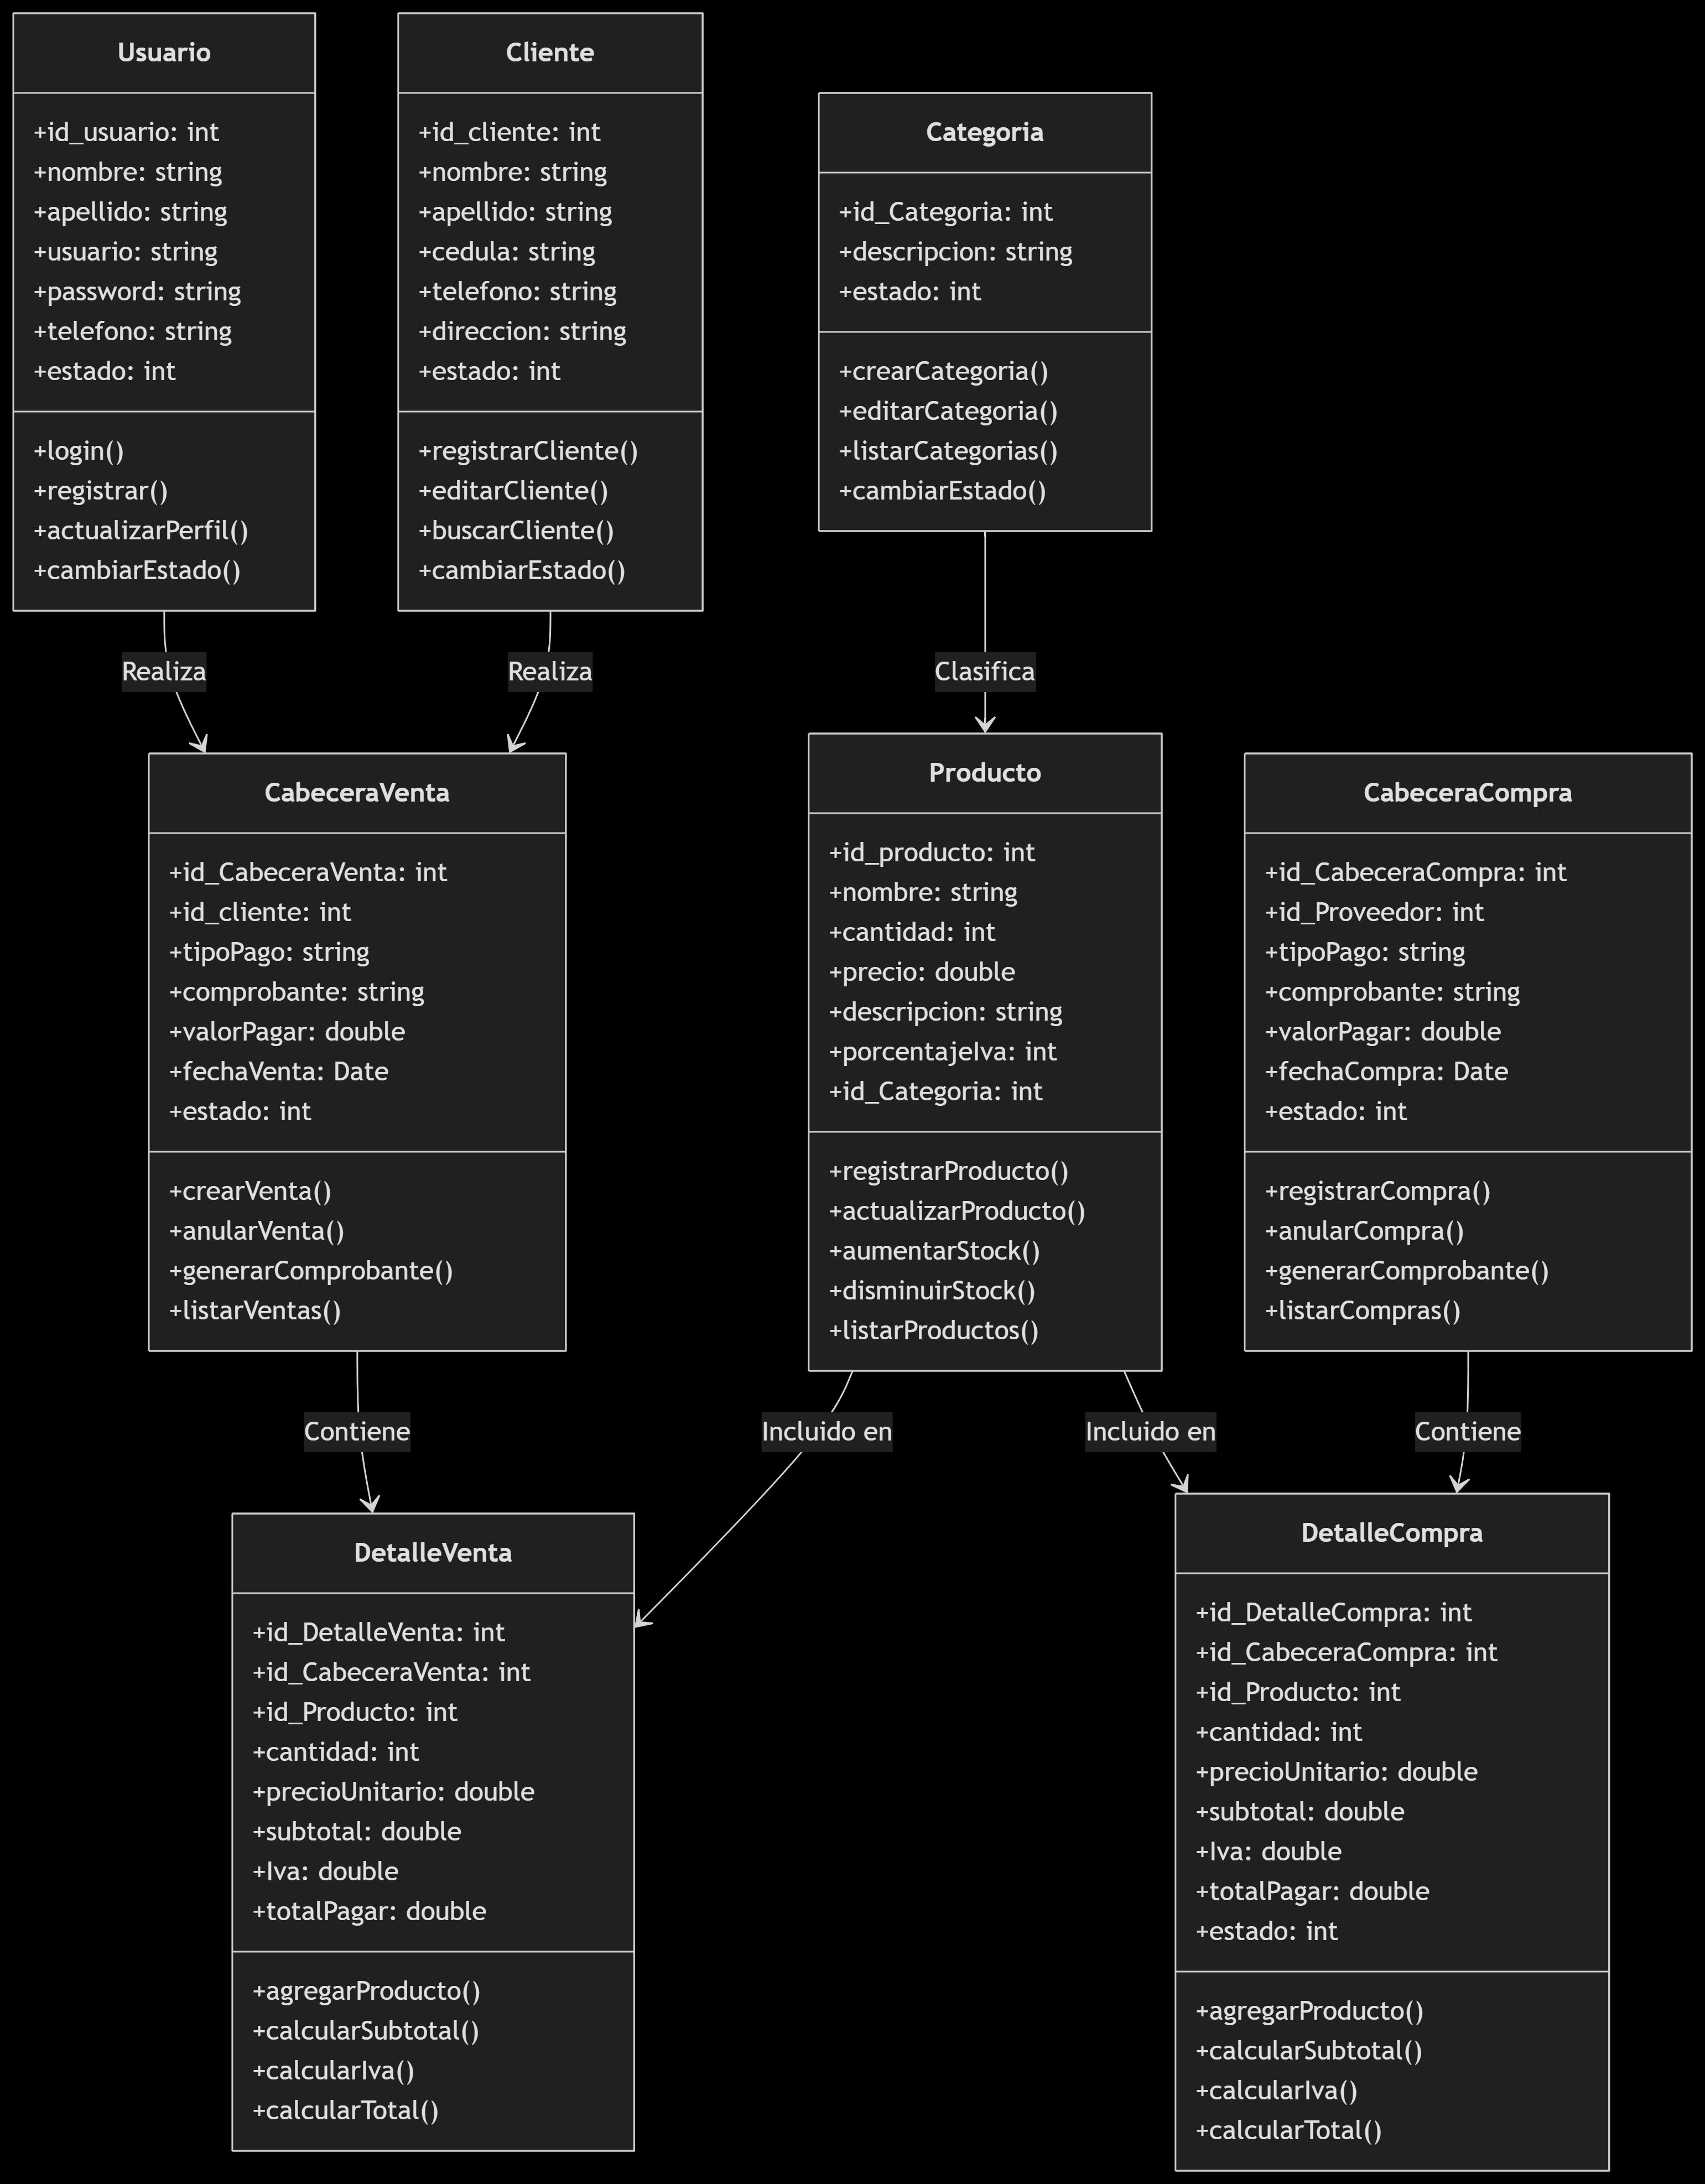 Usuario
+id_usuario: int
+nombre: string
+apellido: string
+usuario: string
+password: string
+telefono: string
+estado: int
+login()
+registrar()
+actualizarPerfil()
+cambiarEstado()
Cliente
+id_cliente: int
+nombre: string
+apellido: string
+cedula: string
+telefono: string
+direccion: string
+estado: int
+registrarCliente()
+editarCliente()
+buscarCliente()
+cambiarEstado()
Categoria
+id_Categoria: int
+descripcion: string
+estado: int
+crearCategoria()
+editarCategoria()
+listarCategorias()
+cambiarEstado()
Realiza
Realiza
Clasifica
CabeceraVenta
+id_CabeceraVenta: int
+id_cliente: int
+tipoPago: string
+comprobante: string
+valorPagar: double
+fechaVenta: Date
+estado: int
+crearVenta()
+anularVenta()
+generarComprobante()
+listarVentas()
Producto
+id_producto: int
+nombre: string
+cantidad: int
+precio: double
+descripcion: string
+porcentajeIva: int
+id_Categoria: int
+registrarProducto()
+actualizarProducto()
+aumentarStock()
+disminuirStock()
+listarProductos()
CabeceraCompra
+id_CabeceraCompra: int
+id_Proveedor: int
+tipoPago: string
+comprobante: string
+valorPagar: double
+fechaCompra: Date
+estado: int
+registrarCompra()
+anularCompra()
+generarComprobante()
+listarCompras()
Contiene
Incluido en
Incluido en
Contiene
DetalleVenta
+id_DetalleVenta: int
+id_CabeceraVenta: int
+id_Producto: int
+cantidad: int
+precioUnitario: double
+subtotal: double
+Iva: double
+totalPagar: double
+agregarProducto()
+calcularSubtotal()
+calcularIva()
+calcularTotal()
DetalleCompra
+id_DetalleCompra: int
+id_CabeceraCompra: int
+id_Producto: int
+cantidad: int
+precioUnitario: double
+subtotal: double
+Iva: double
+totalPagar: double
+estado: int
+agregarProducto()
+calcularSubtotal()
+calcularIva()
+calcularTotal()